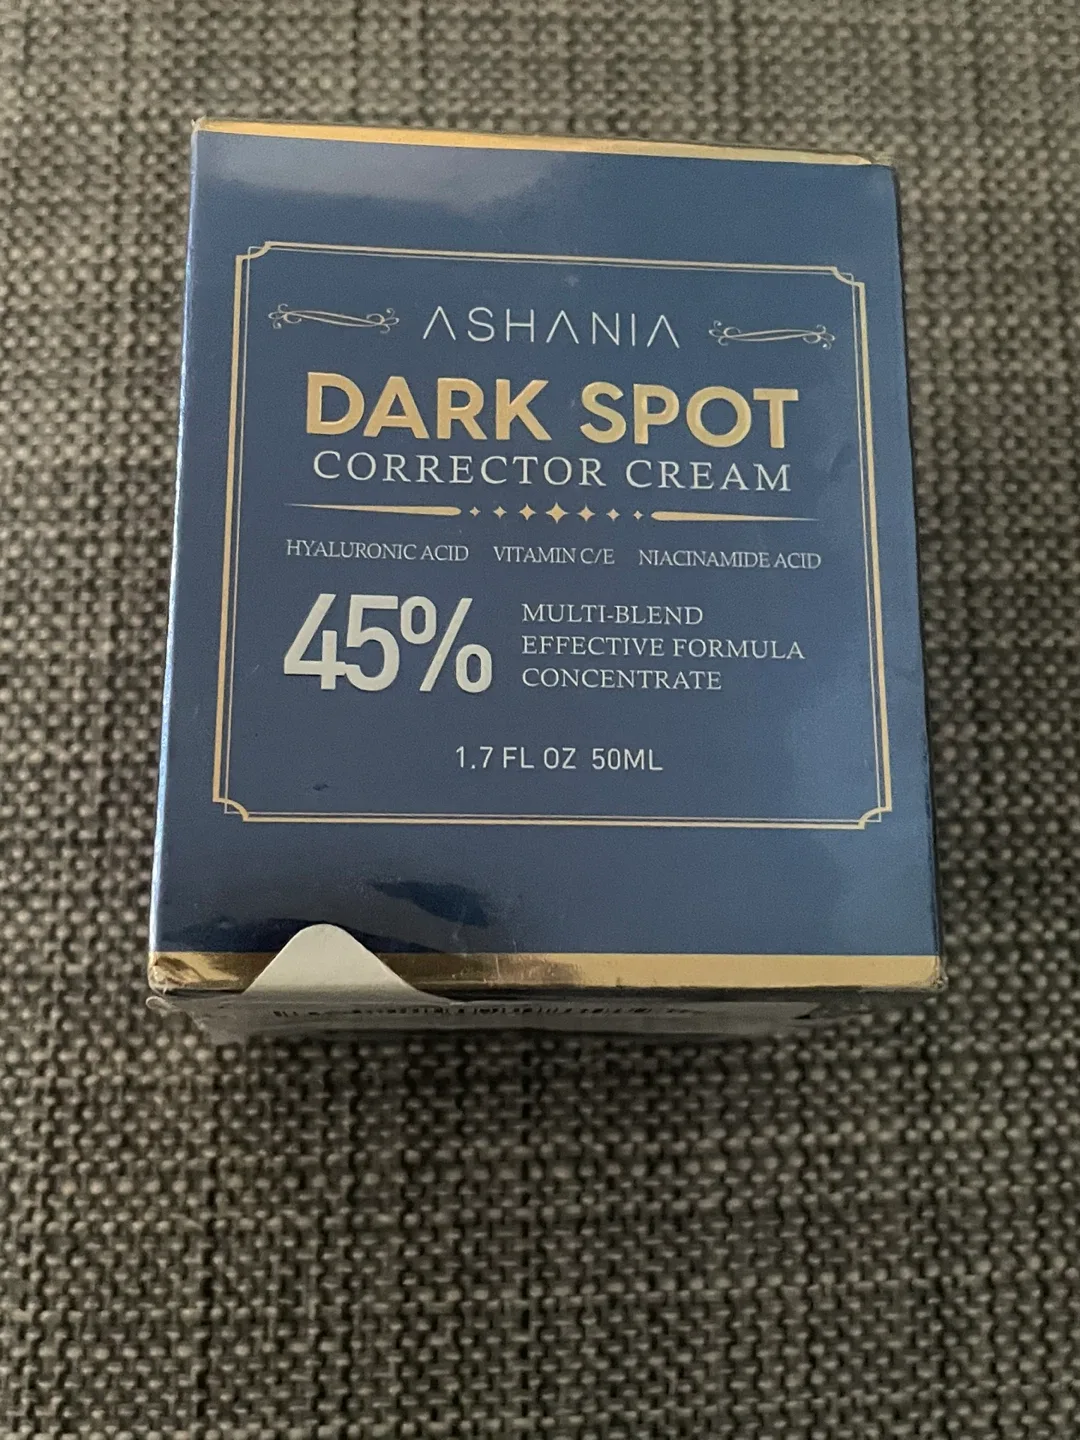 ASHANIA
DARK SPOT
CORRECTOR CREAM
HYALURONIC ACID VITAMIN C/E NIACINAMIDE ACID
45% MULTI-BLEND
EFFECTIVE FORMULA
CONCENTRATE
1.7 FL OZ 50ML